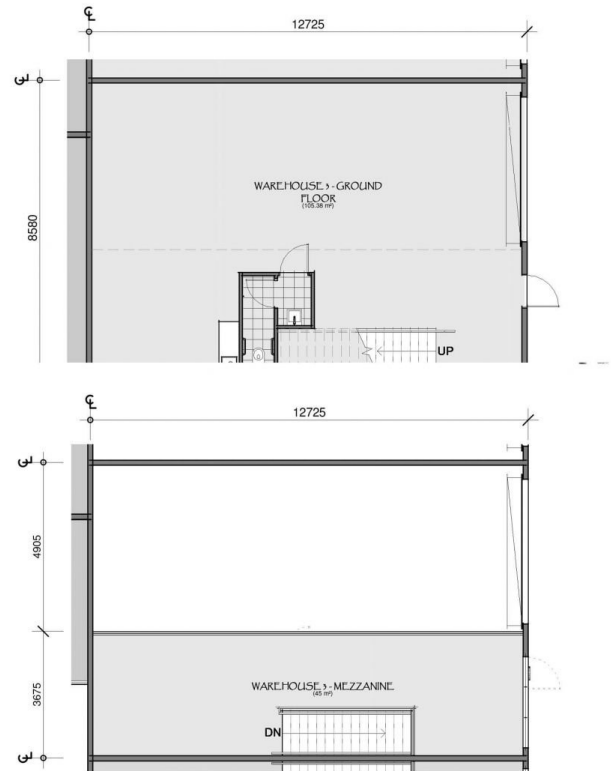 ℄
12725
℄
WAREHOUSE 3 - GROUND
FLOOR
(105.38 m²)
8580
UP
℄
12725
℄
4905
WAREHOUSE 3 - MEZZANINE
(45 m²)
3675
DN
℄